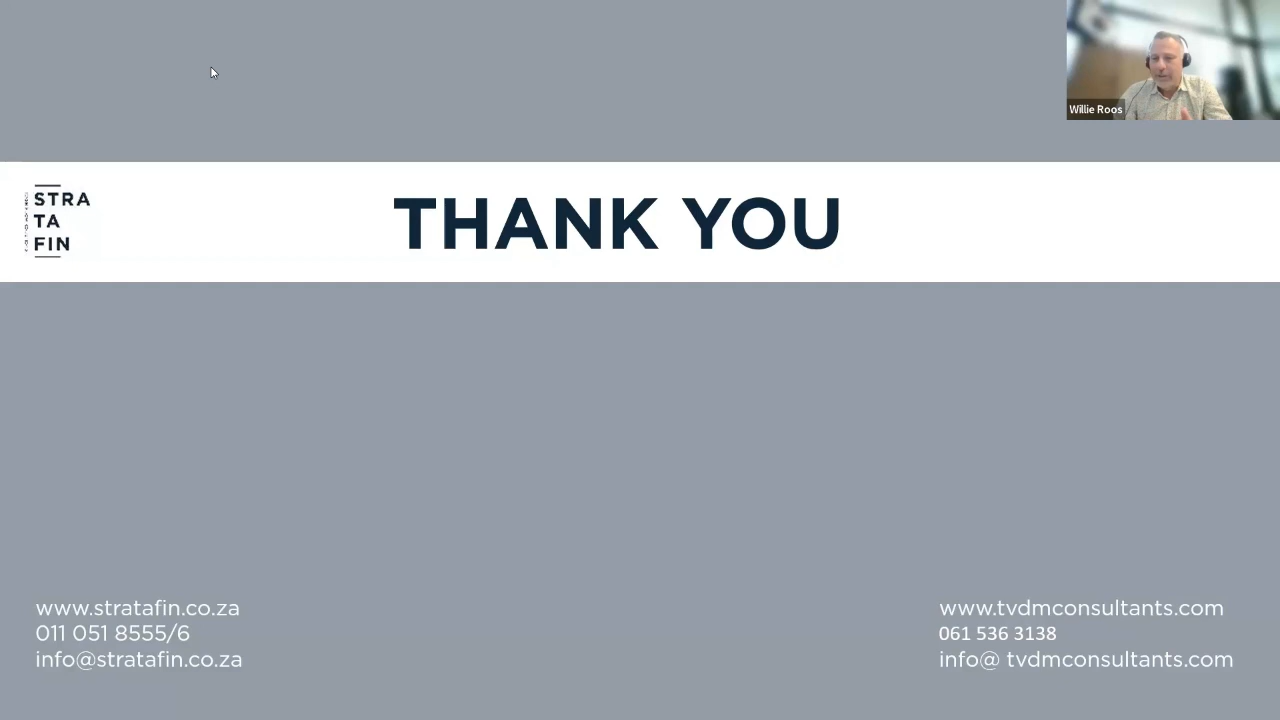 Willie Roos
STRA
TA
FIN
THANK YOU
www.stratafin.co.za
011 051 8555/6
info@stratafin.co.za
www.tvdmconsultants.com
061 536 3138
info@ tvdmconsultants.com